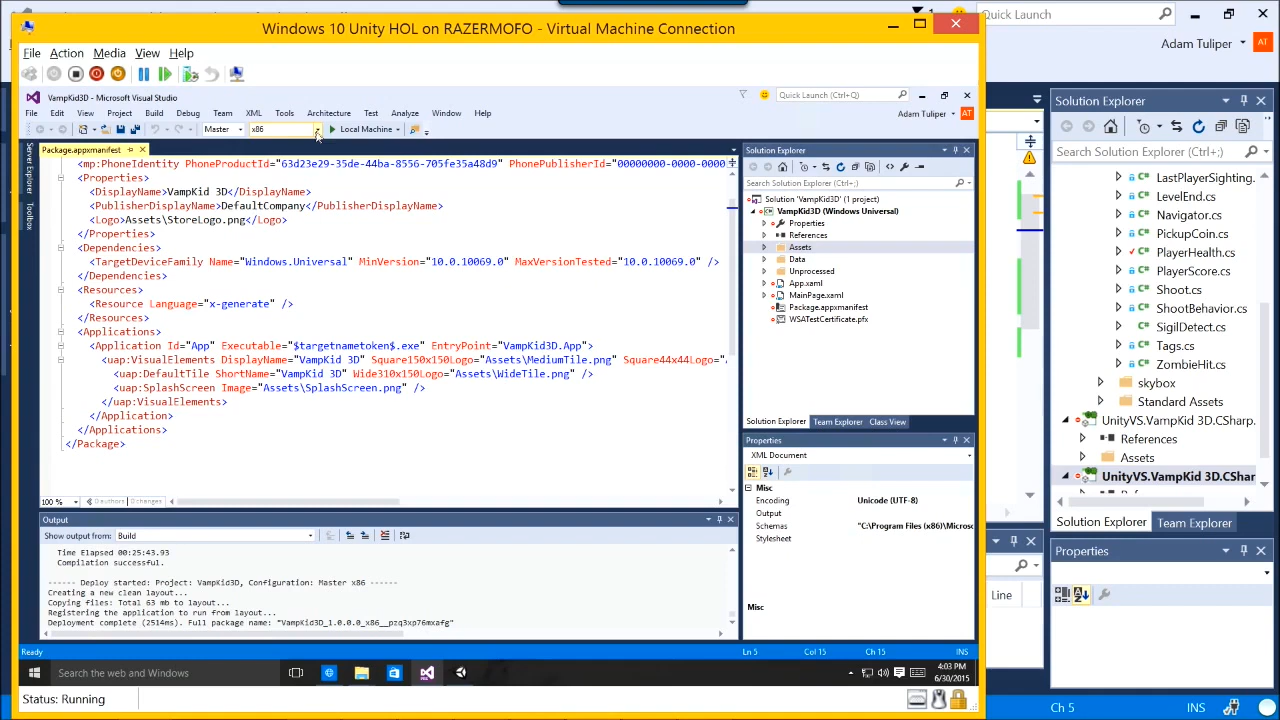 Windows 10 Unity HOL on RAZERMOFO - Virtual Machine Connection
File Action Media View Help
VampKid3D - Microsoft Visual Studio
Quick Launch (Ctrl+Q)
File Edit View Project Build Debug Team XML Tools Architecture Test Analyze Window Help
Adam Tuliper AT
Master x86 Local Machine
Server Explorer
Toolbox
Package.appxmanifest
<mp:PhoneIdentity PhoneProductId="63d23e29-35de-44ba-8556-705fe35a48d9" PhonePublisherId="00000000-0000-0000
<Properties>
<DisplayName>VampKid 3D</DisplayName>
<PublisherDisplayName>DefaultCompany</PublisherDisplayName>
<Logo>Assets\StoreLogo.png</Logo>
</Properties>
<Dependencies>
<TargetDeviceFamily Name="Windows.Universal" MinVersion="10.0.10069.0" MaxVersionTested="10.0.10069.0" />
</Dependencies>
<Resources>
<Resource Language="x-generate" />
</Resources>
<Applications>
<Application Id="App" Executable="$targetnametoken$.exe" EntryPoint="VampKid3D.App">
<uap:VisualElements DisplayName="VampKid 3D" Square150x150Logo="Assets\MediumTile.png" Square44x44Logo="
<uap:DefaultTile ShortName="VampKid 3D" Wide310x150Logo="Assets\WideTile.png" />
<uap:SplashScreen Image="Assets\SplashScreen.png" />
</uap:VisualElements>
</Application>
</Applications>
</Package>
100 % 0 authors 0 changes
Output
Show output from: Build
Time Elapsed 00:25:43.93
Compilation successful.
------ Deploy started: Project: VampKid3D, Configuration: Master x86 ------
Creating a new clean layout...
Copying files: Total 63 mb to layout...
Registering the application to run from layout...
Deployment complete (2514ms). Full package name: "VampKid3D_1.0.0.0_x86__pzq3xp76mxafg"
Solution Explorer
Search Solution Explorer (Ctrl+;)
Solution 'VampKid3D' (1 project)
VampKid3D (Windows Universal)
Properties
References
Assets
Data
Unprocessed
App.xaml
MainPage.xaml
Package.appxmanifest
WSATestCertificate.pfx
Solution Explorer Team Explorer Class View
Properties
XML Document
Misc
Encoding Unicode (UTF-8)
Output
Schemas "C:\Program Files (x86)\Micros
Stylesheet
Misc
Ready Ln 5 Col 15 Ch 15 INS
Search the web and Windows
4:03 PM
6/30/2015
Status: Running
Quick Launch
Adam Tuliper AT
Solution Explorer
Search Solution Explorer (Ctrl+;)
LastPlayerSighting.
LevelEnd.cs
Navigator.cs
PickupCoin.cs
PlayerHealth.cs
PlayerScore.cs
Shoot.cs
ShootBehavior.cs
SigilDetect.cs
Tags.cs
ZombieHit.cs
skybox
Standard Assets
UnityVS.VampKid 3D.CSharp.
References
Assets
UnityVS.VampKid 3D.CShar
Solution Explorer Team Explorer
Properties
Line
Ch 5 INS